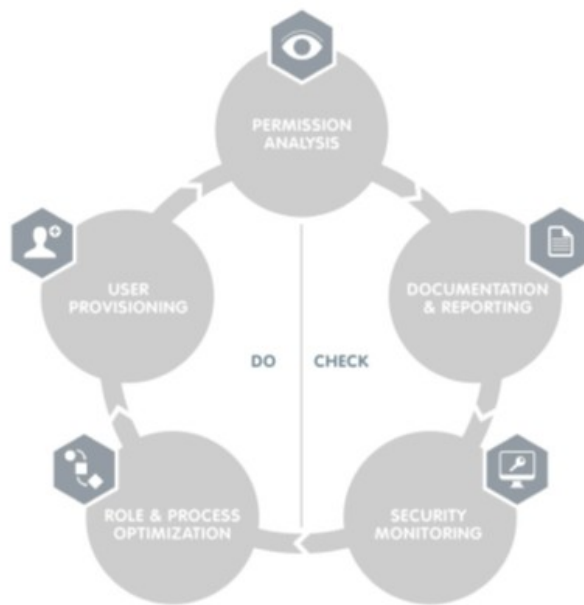 PERMISSION
ANALYSIS
USER
PROVISIONING
DOCUMENTATION
& REPORTING
DO
CHECK
ROLE & PROCESS
OPTIMIZATION
SECURITY
MONITORING